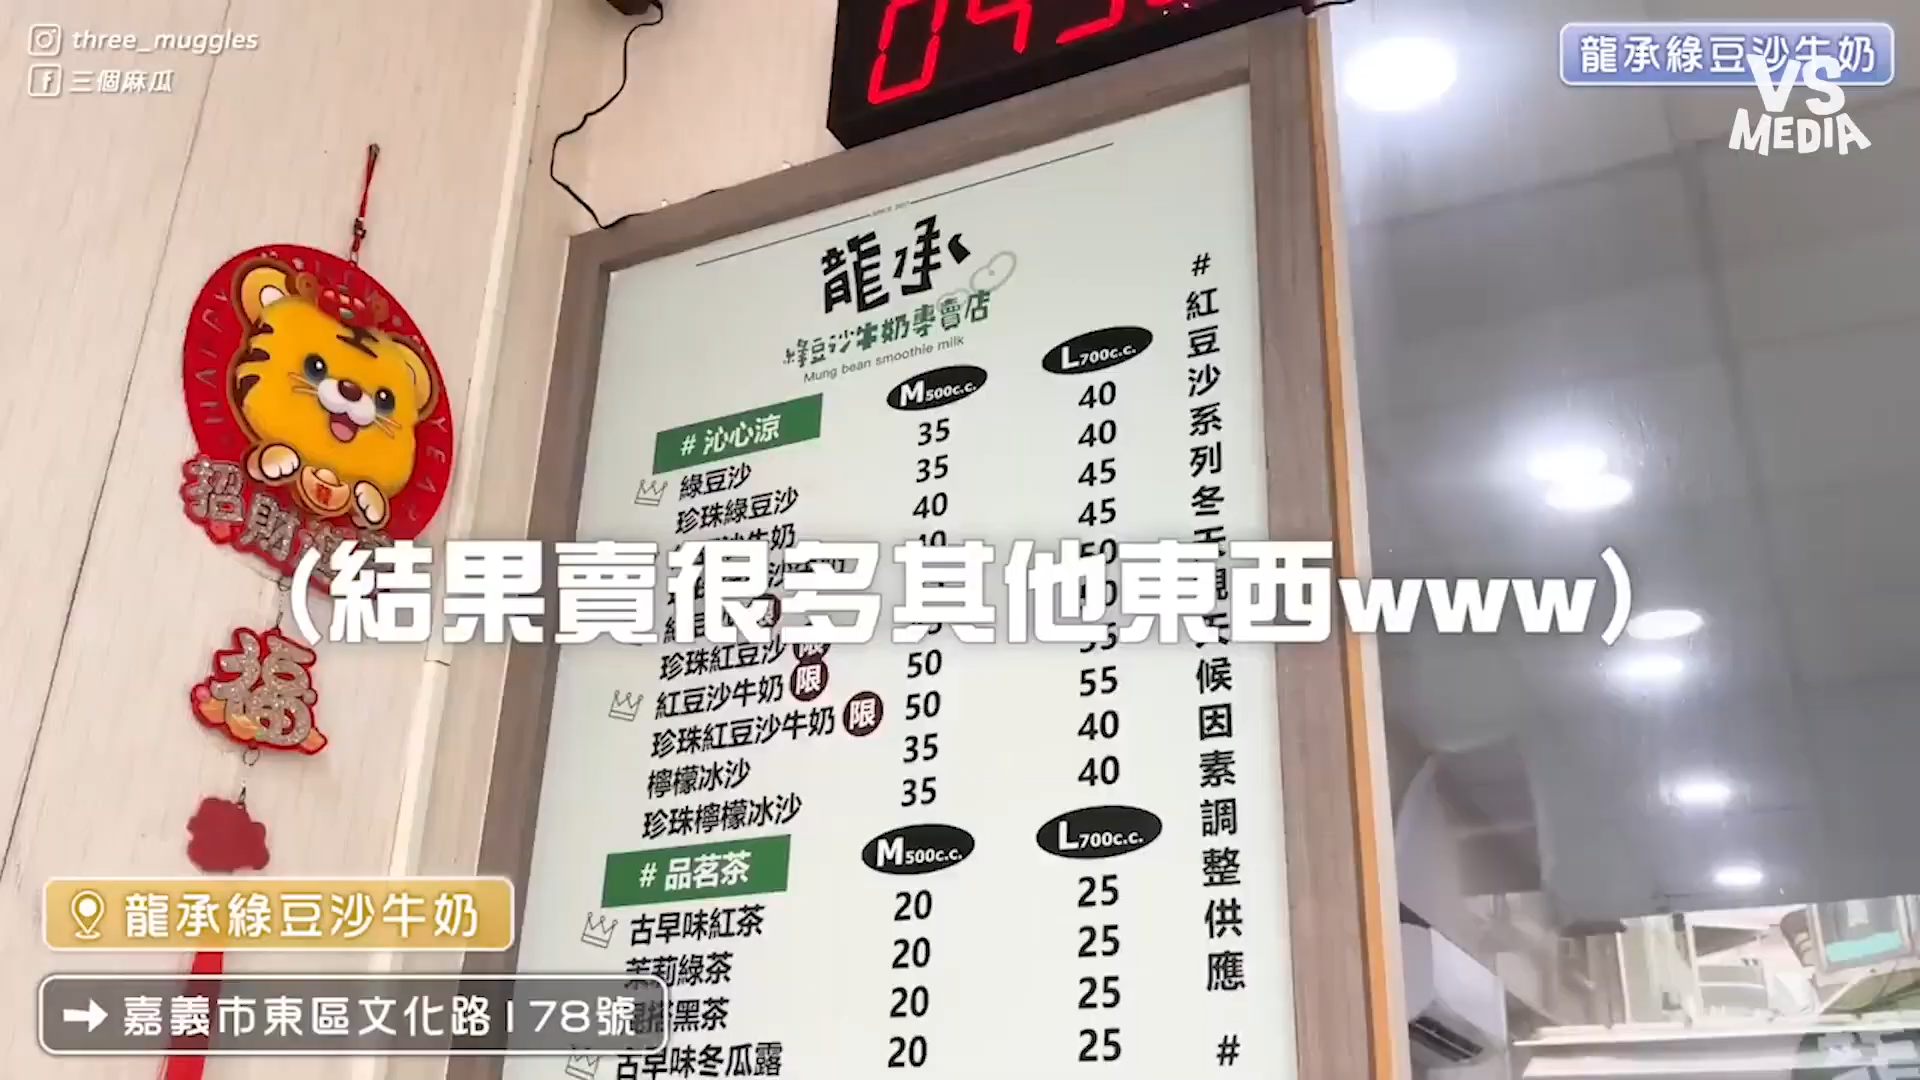 three_muggles
三個麻瓜
龍承綠豆沙牛奶
VS
MEDIA
龍承
綠豆沙牛奶專賣店
Mung bean smoothie milk
M500c.c. L700c.c.
#沁心涼
綠豆沙 35 40
珍珠綠豆沙 35 40
40 45
45
珍珠紅豆沙限
紅豆沙牛奶限 50 55
珍珠紅豆沙牛奶限 50 55
檸檬冰沙 35 40
珍珠檸檬冰沙 35 40
#品茗茶 M500c.c. L700c.c.
古早味紅茶 20 25
茉莉綠茶 20 25
黑茶 20 25
古早味冬瓜露 20 25
#紅豆沙系列冬天 候因素調整供應#
招財
福
(結果賣很多其他東西www)
龍承綠豆沙牛奶
嘉義市東區文化路178號